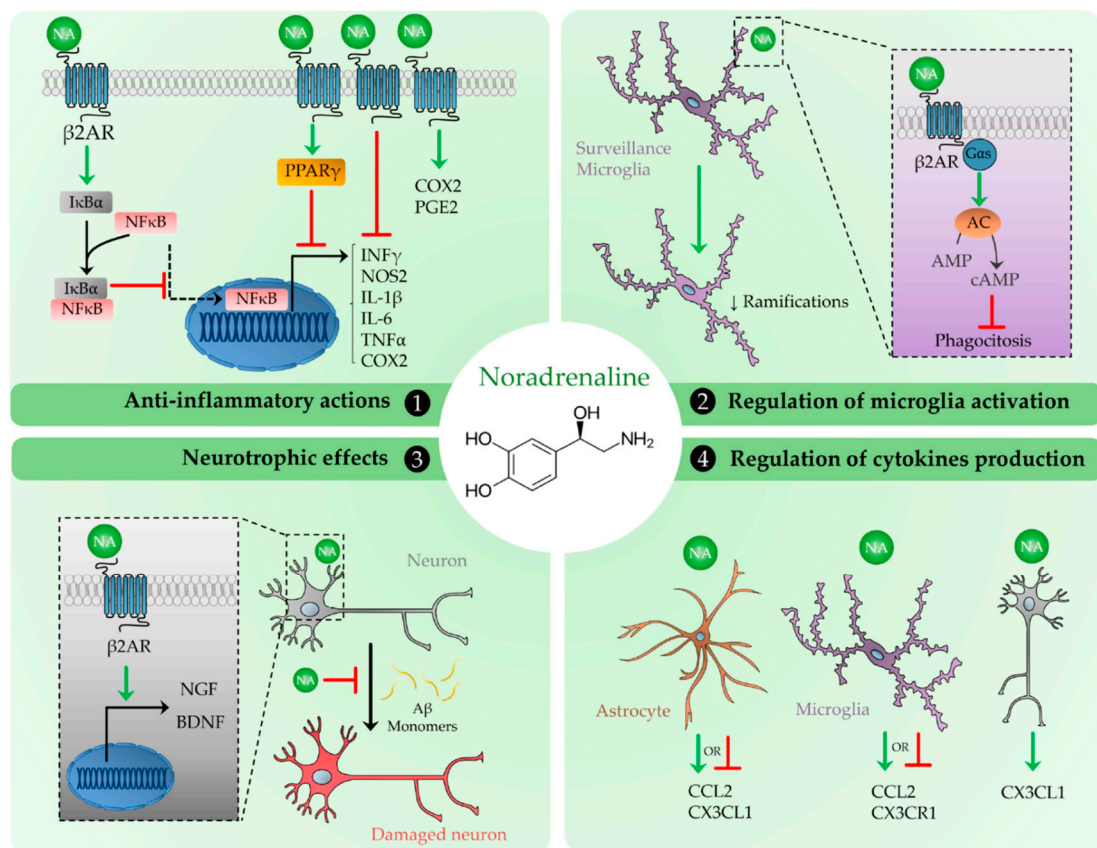 NA
NA
NA
NA
β2AR
PPARγ
COX2
PGE2
IκBα
NFκB
IκBα
NFκB
NFκB
INFγ
NOS2
IL-1β
IL-6
TNFα
COX2
Anti-inflammatory actions 1
NA
Surveillance
Microglia
↓ Ramifications
NA
β2AR
Gαs
AC
AMP
cAMP
Phagocitosis
2 Regulation of microglia activation
Noradrenaline
OH
HO
NH2
HO
Neurotrophic effects 3
NA
β2AR
NGF
BDNF
NA
Neuron
NA
Aβ
Monomers
Damaged neuron
4 Regulation of cytokines production
NA
NA
NA
Astrocyte
Microglia
OR
OR
CCL2
CX3CL1
CCL2
CX3CR1
CX3CL1